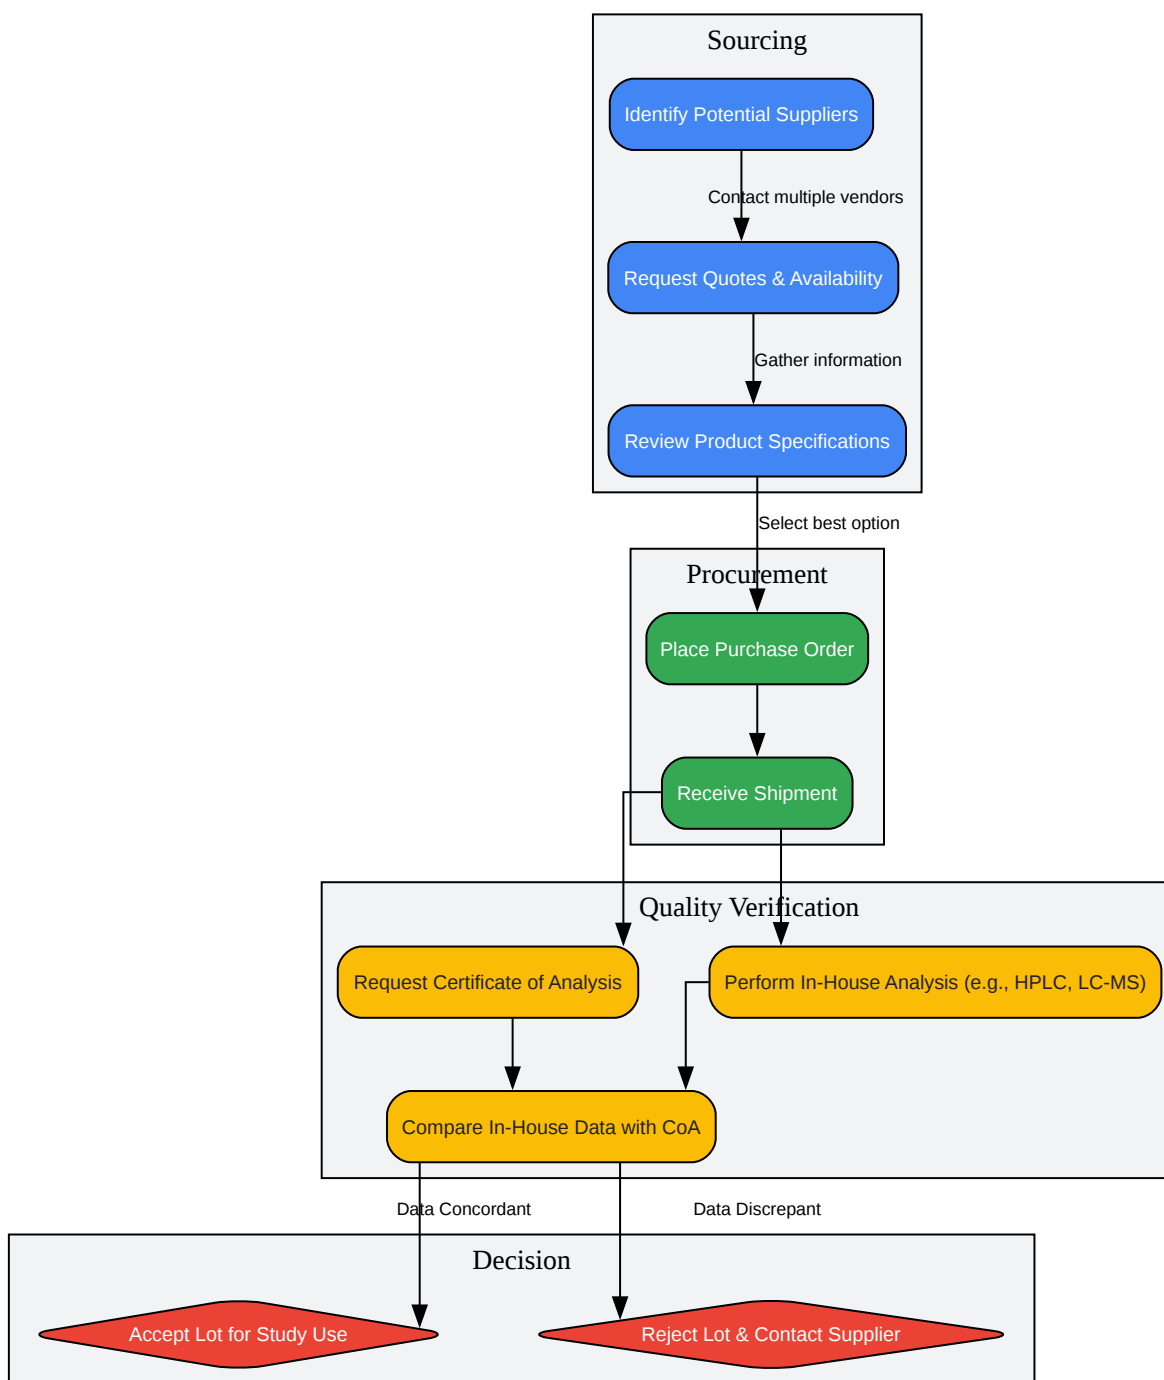 Sourcing
Identify Potential Suppliers
Contact multiple vendors
Request Quotes & Availability
Gather information
Review Product Specifications
Select best option
Procurement
Place Purchase Order
Receive Shipment
Quality Verification
Request Certificate of Analysis
Perform In-House Analysis (e.g., HPLC, LC-MS)
Compare In-House Data with CoA
Data Concordant
Data Discrepant
Decision
Accept Lot for Study Use
Reject Lot & Contact Supplier